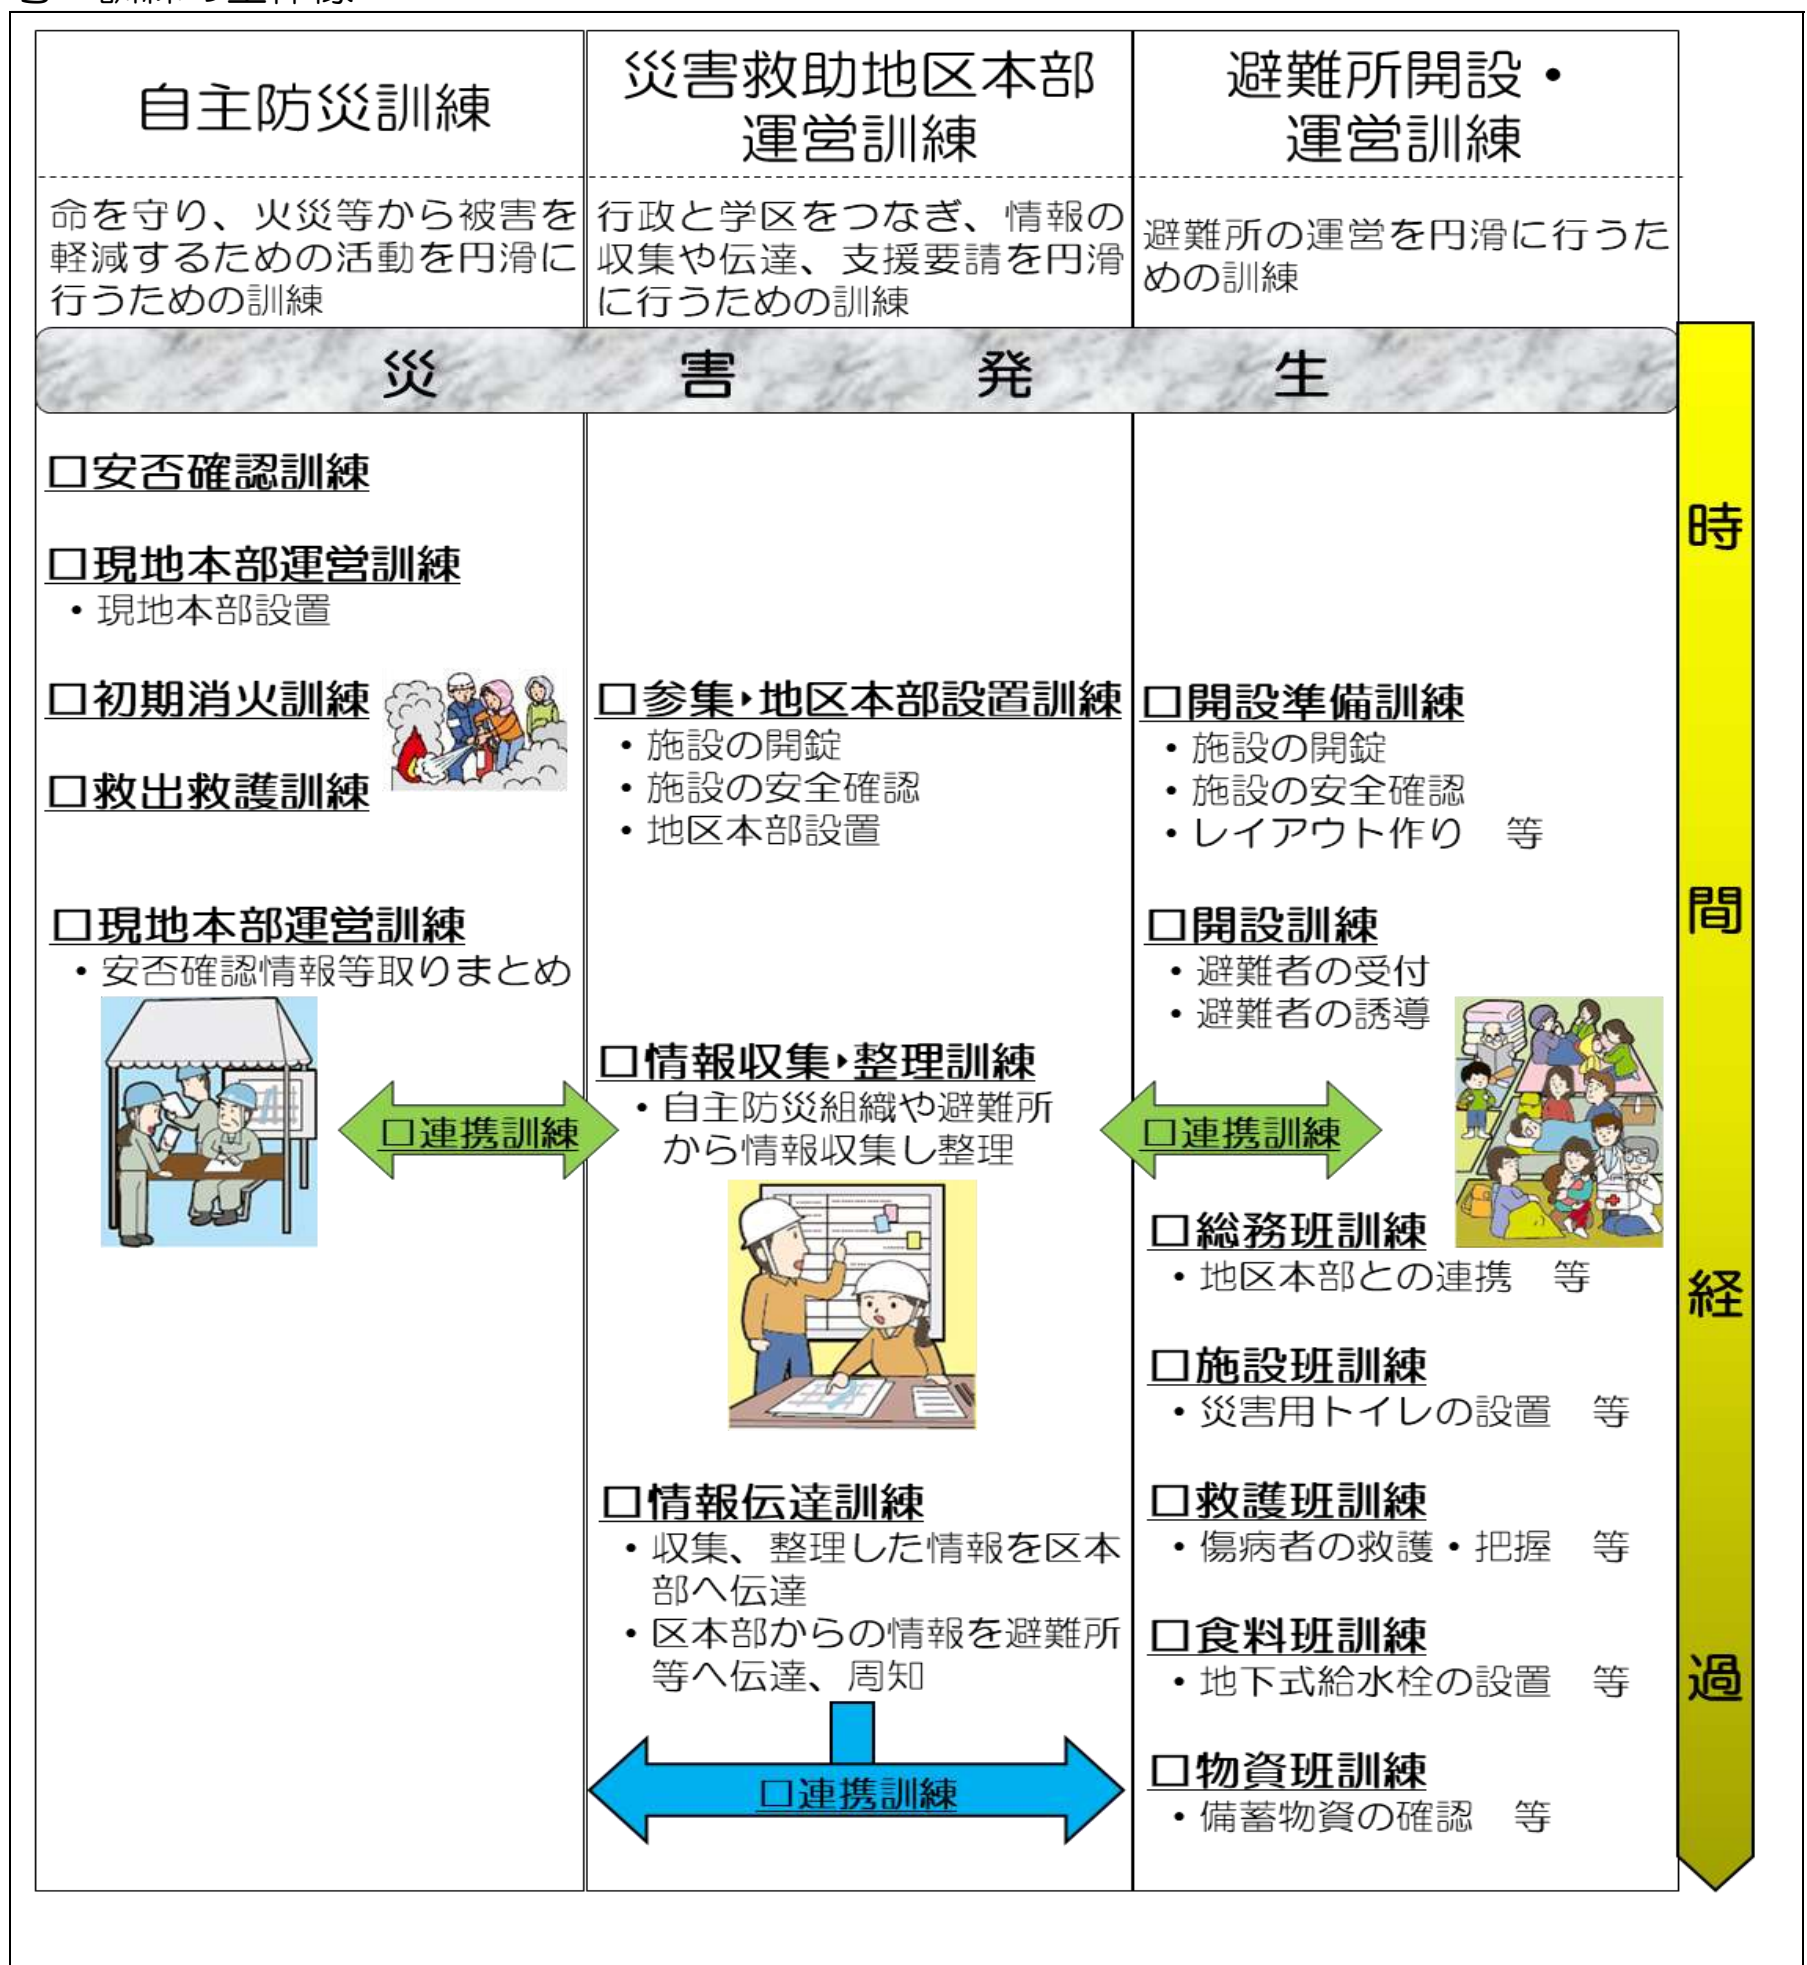 自主防災訓練
命を守り、火災等から被害を
軽減するための活動を円滑に
行うための訓練
災害救助地区本部
運営訓練
行政と学区をつなぎ、情報の
収集や伝達、支援要請を円滑
に行うための訓練
避難所開設・
運営訓練
避難所の運営を円滑に行うた
めの訓練
災害発生
□安否確認訓練
□現地本部運営訓練
・現地本部設置
□初期消火訓練
□救出救護訓練
□現地本部運営訓練
・安否確認情報等取りまとめ
□連携訓練
□参集・地区本部設置訓練
・施設の開錠
・施設の安全確認
・地区本部設置
□情報収集・整理訓練
・自主防災組織や避難所
から情報収集し整理
□情報伝達訓練
・収集、整理した情報を区本
部へ伝達
・区本部からの情報を避難所
等へ伝達、周知
□連携訓練
□開設準備訓練
・施設の開錠
・施設の安全確認
・レイアウト作り　等
□開設訓練
・避難者の受付
・避難者の誘導
□連携訓練
□総務班訓練
・地区本部との連携　等
□施設班訓練
・災害用トイレの設置　等
□救護班訓練
・傷病者の救護・把握　等
□食料班訓練
・地下式給水栓の設置　等
□物資班訓練
・備蓄物資の確認　等
時間経過